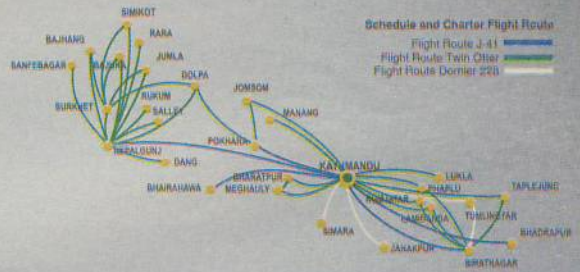 SIMIKOT
Schedule and Charter Flight Route
RARA
BAJHANG
Flight Route J-41
JUMLA
Flight Route Twin Otter
SANFEBAGAR
BAJURA
Flight Route Dornier 228
DOLPA
JOMSOM
RUKUM
SURKHET
SALLEY
MANANG
POKHARA
NEPALGUNJ
DANG
KATHMANDU
LUKLA
BHARATPUR
PHAPLU
TAPLEJUNG
BHAIRAHAWA
MEGHAULY
LAMIDANDA
TUMLINGTAR
SIMARA
BHADRAPUR
JANAKPUR
BIRATNAGAR